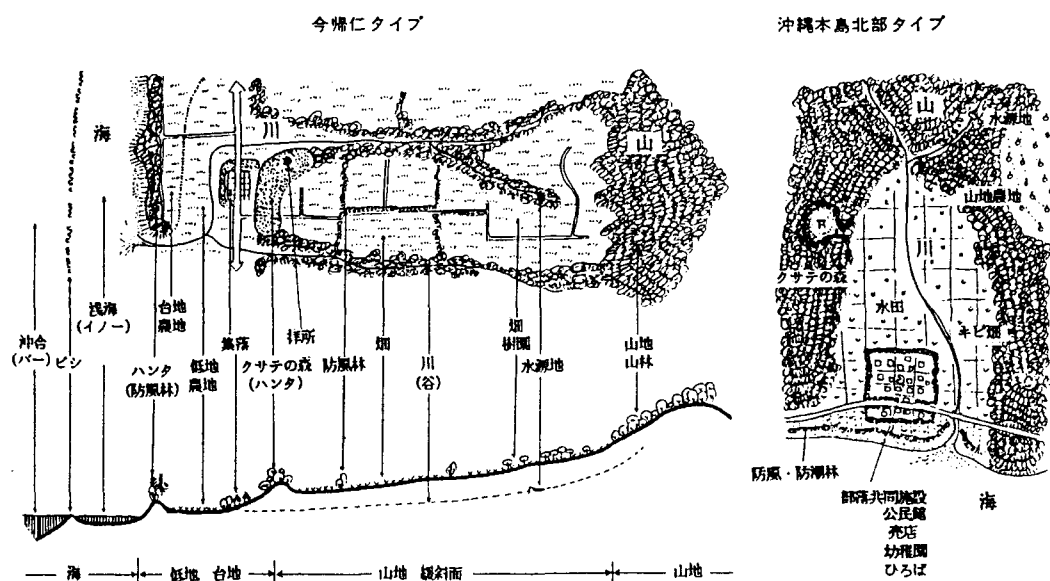 今帰仁タイプ
沖縄本島北部タイプ
海
川
山
沖合
(パー)
ピシ
浅海
(イノー)
台地
農地
ハンタ
(防風林)
低地
農地
集落
クサテの森
(ハンタ)
拝所
防風林
畑
川
(谷)
畑
樹園
水源地
山地
山林
海
低地 台地
山地 緩斜面
山地
山
水源地
山地農地
クサテの森
川
水田
キビ畑
防風・防潮林
海
部落共同施設
公民館
売店
幼稚園
ひろば